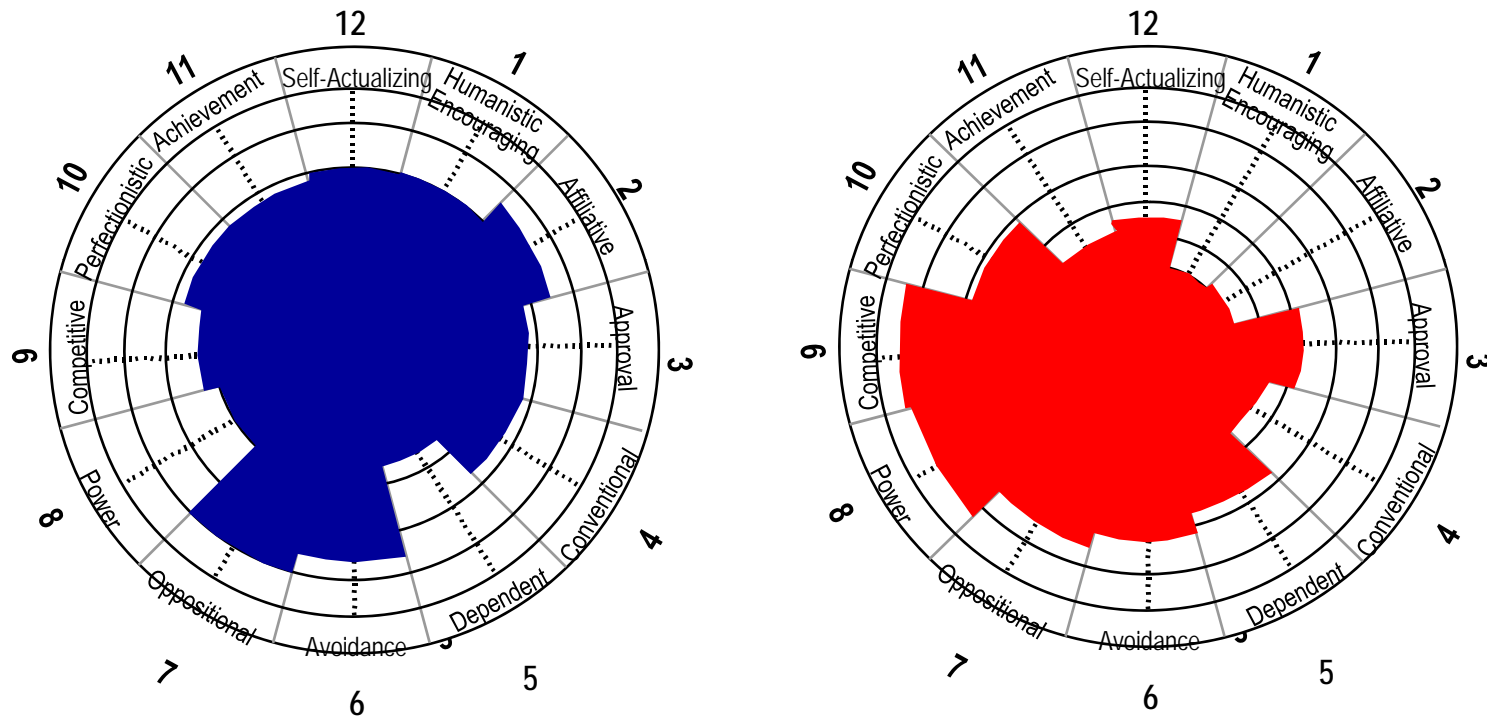 12
1
2
3
4
5
5
6
7
8
9
10
11
Self-Actualizing
Humanistic
Encouraging
Affiliative
Approval
Conventional
Dependent
Avoidance
Oppositional
Power
Competitive
Perfectionistic
Achievement
12
1
2
3
4
5
5
6
7
8
9
10
11
Self-Actualizing
Humanistic
Encouraging
Affiliative
Approval
Conventional
Dependent
Avoidance
Oppositional
Power
Competitive
Perfectionistic
Achievement